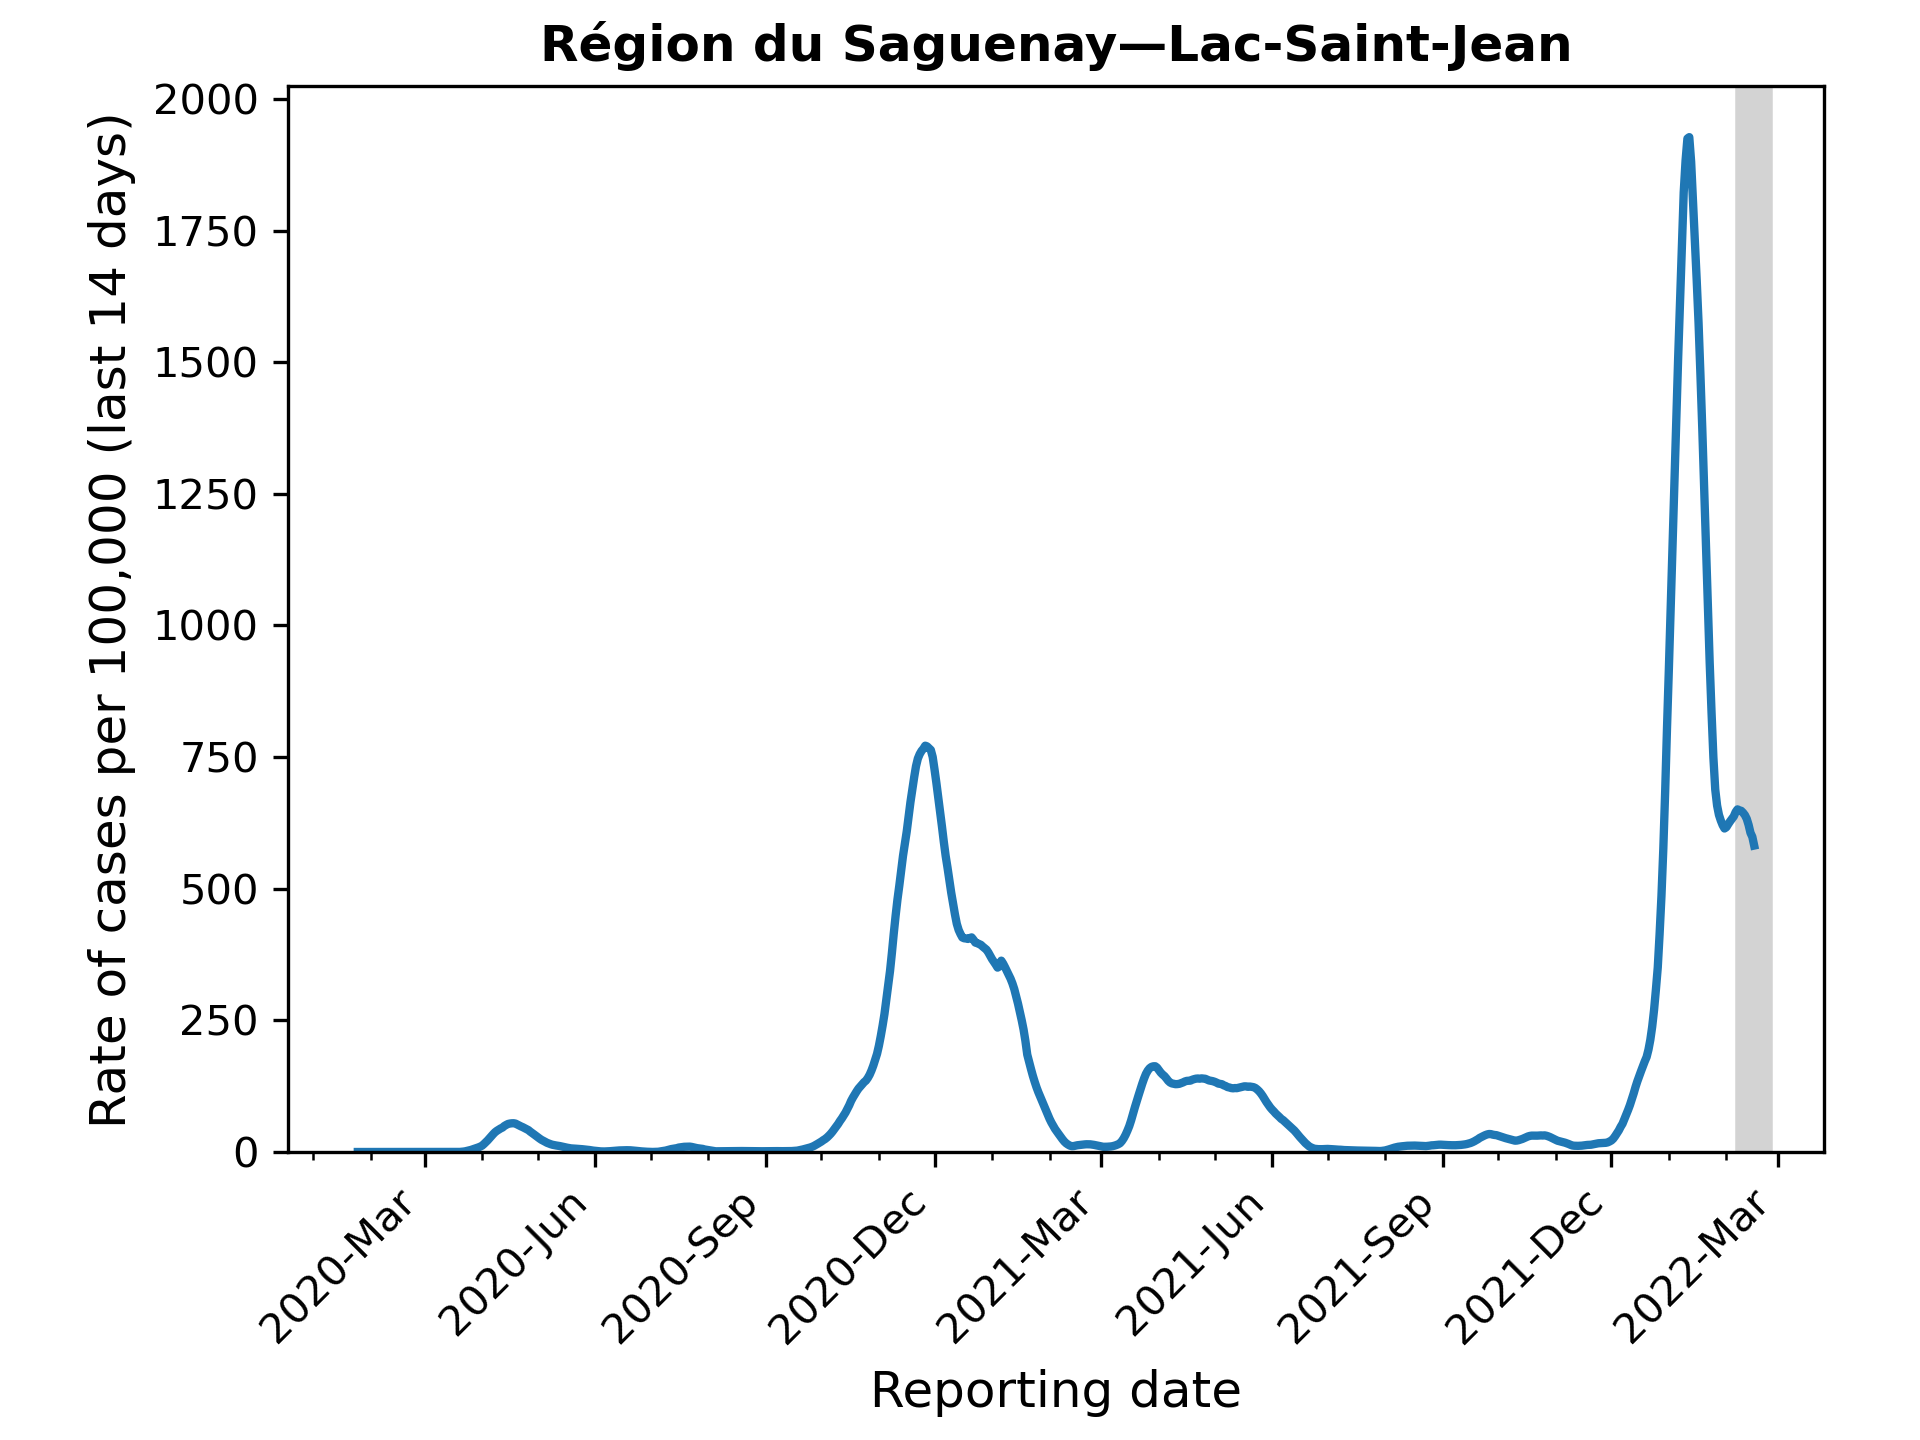 Région du Saguenay—Lac-Saint-Jean
Rate of cases per 100,000 (last 14 days)
2000
1750
1500
1250
1000
750
500
250
0
2020-Mar
2020-Jun
2020-Sep
2020-Dec
2021-Mar
2021-Jun
2021-Sep
2021-Dec
2022-Mar
Reporting date